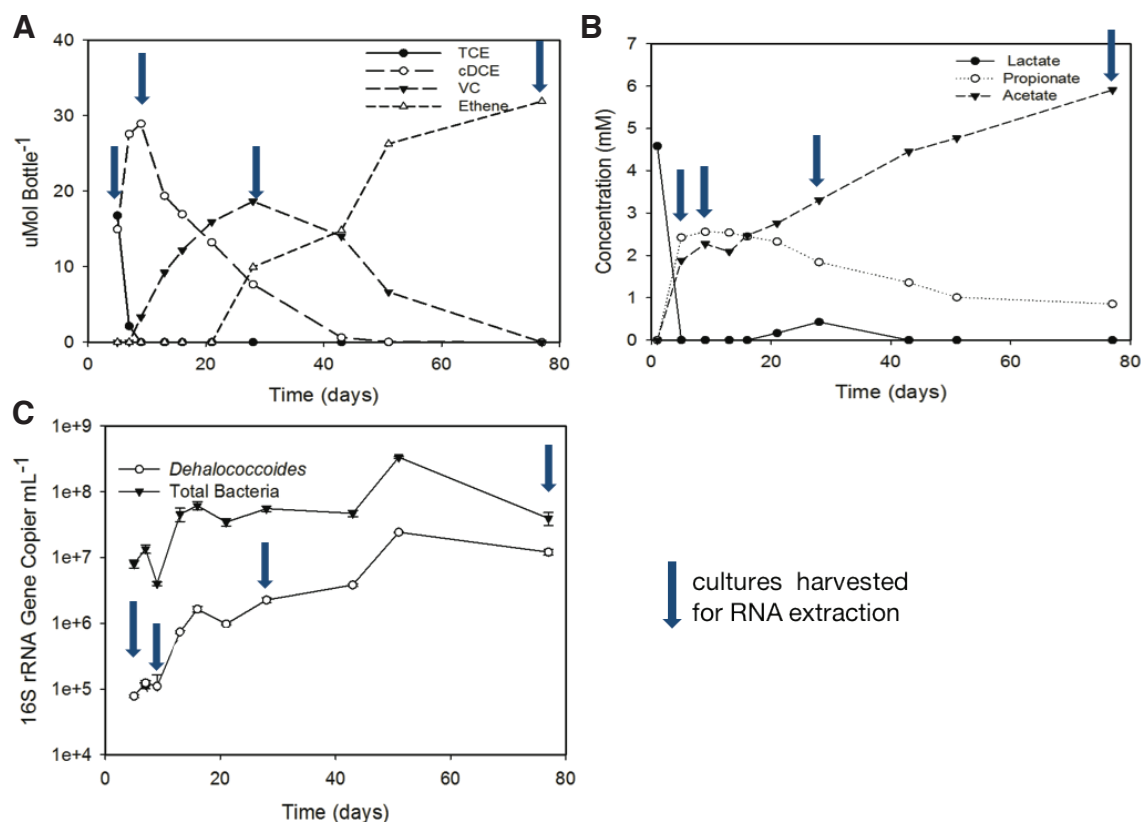 A
40
30
20
10
0
uMol Bottle-1
TCE
cDCE
VC
Ethene
0 20 40 60 80
Time (days)
B
7
6
5
4
3
2
1
0
Concentration (mM)
Lactate
Propionate
Acetate
0 20 40 60 80
Time (days)
C
1e+9
1e+8
1e+7
1e+6
1e+5
1e+4
16S rRNA Gene Copier mL-1
Dehalococcoides
Total Bacteria
0 20 40 60 80
Time (days)
cultures harvested
for RNA extraction